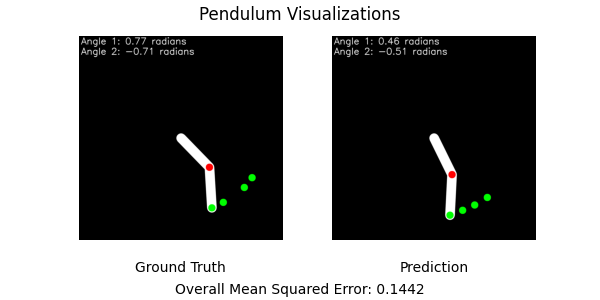 Pendulum Visualizations
Angle 1: 0.77 radians
Angle 2: −0.71 radians
Angle 1: 0.46 radians
Angle 2: −0.51 radians
Ground Truth
Prediction
Overall Mean Squared Error: 0.1442